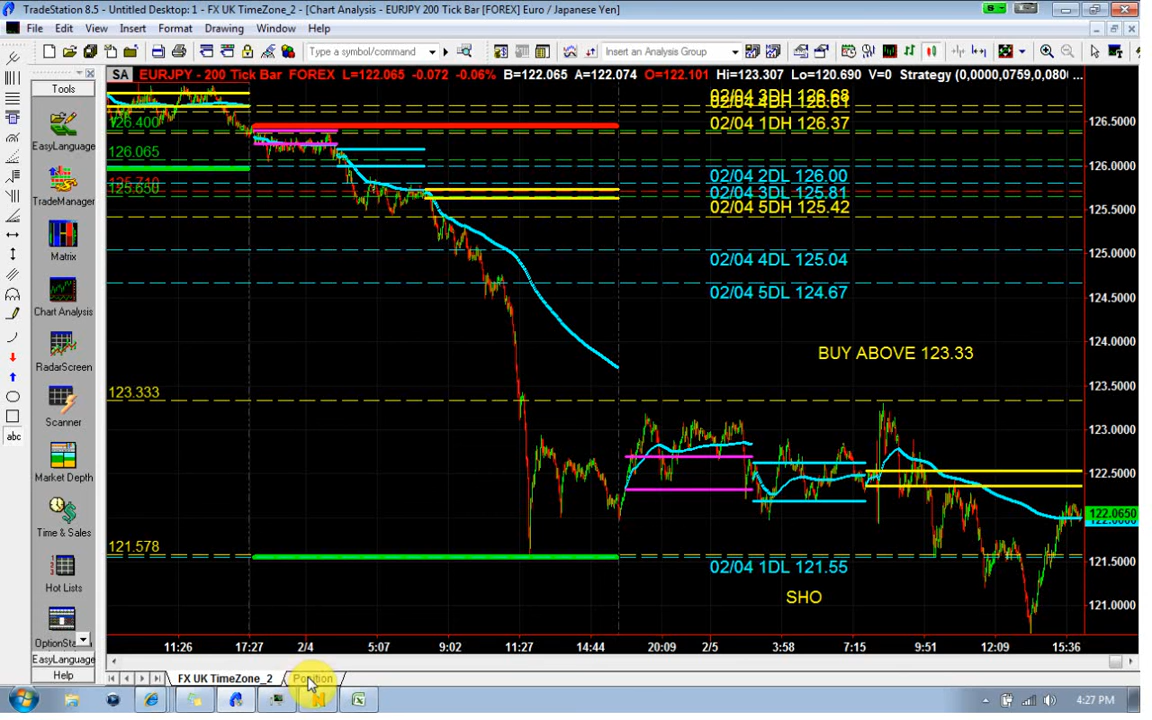 TradeStation 8.5 - Untitled Desktop: 1 - FX UK TimeZone_2 - [Chart Analysis - EURJPY 200 Tick Bar [FOREX] Euro / Japanese Yen]
File Edit View Insert Format Drawing Window Help
Type a symbol/command
Insert an Analysis Group
SA EURJPY - 200 Tick Bar FOREX L=122.065 -0.072 -0.06% B=122.065 A=122.074 O=122.101 Hi=123.307 Lo=120.690 V=0 Strategy (0,0000,0759,0,080 ...
Tools
EasyLanguage
TradeManager
Matrix
Chart Analysis
RadarScreen
Scanner
Market Depth
Time & Sales
Hot Lists
OptionSta
EasyLanguage
Help
abc
02/04 3DH 126.68
126.400
02/04 1DH 126.37
126.065
02/04 2DL 126.00
02/04 3DL 125.81
125.650
02/04 5DH 125.42
02/04 4DL 125.04
02/04 5DL 124.67
BUY ABOVE 123.33
123.333
121.578
02/04 1DL 121.55
SHO
126.5000
126.0000
125.5000
125.0000
124.5000
124.0000
123.5000
123.0000
122.5000
122.0650
121.5000
121.0000
11:26 17:27 2/4 5:07 9:02 11:27 14:44 20:09 2/5 3:58 7:15 9:51 12:09 15:36
FX UK TimeZone_2 Position
4:27 PM